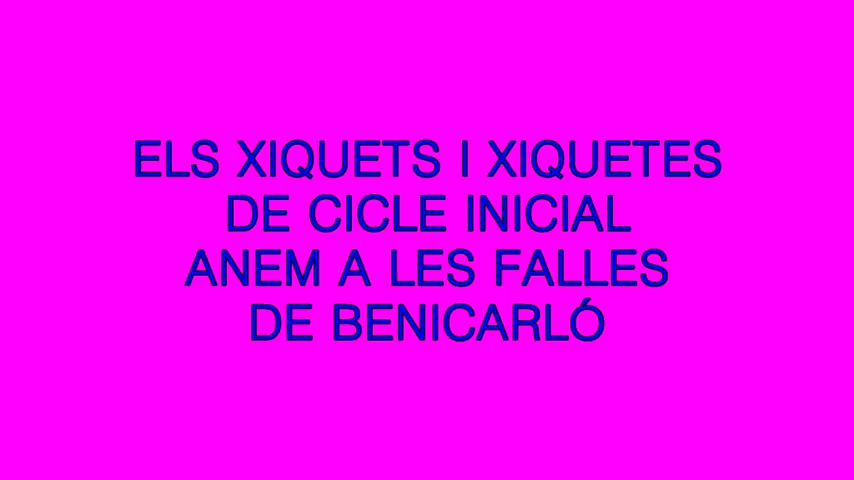 ELS XIQUETS I XIQUETES
DE CICLE INICIAL
ANEM A LES FALLES
DE BENICARLÓ